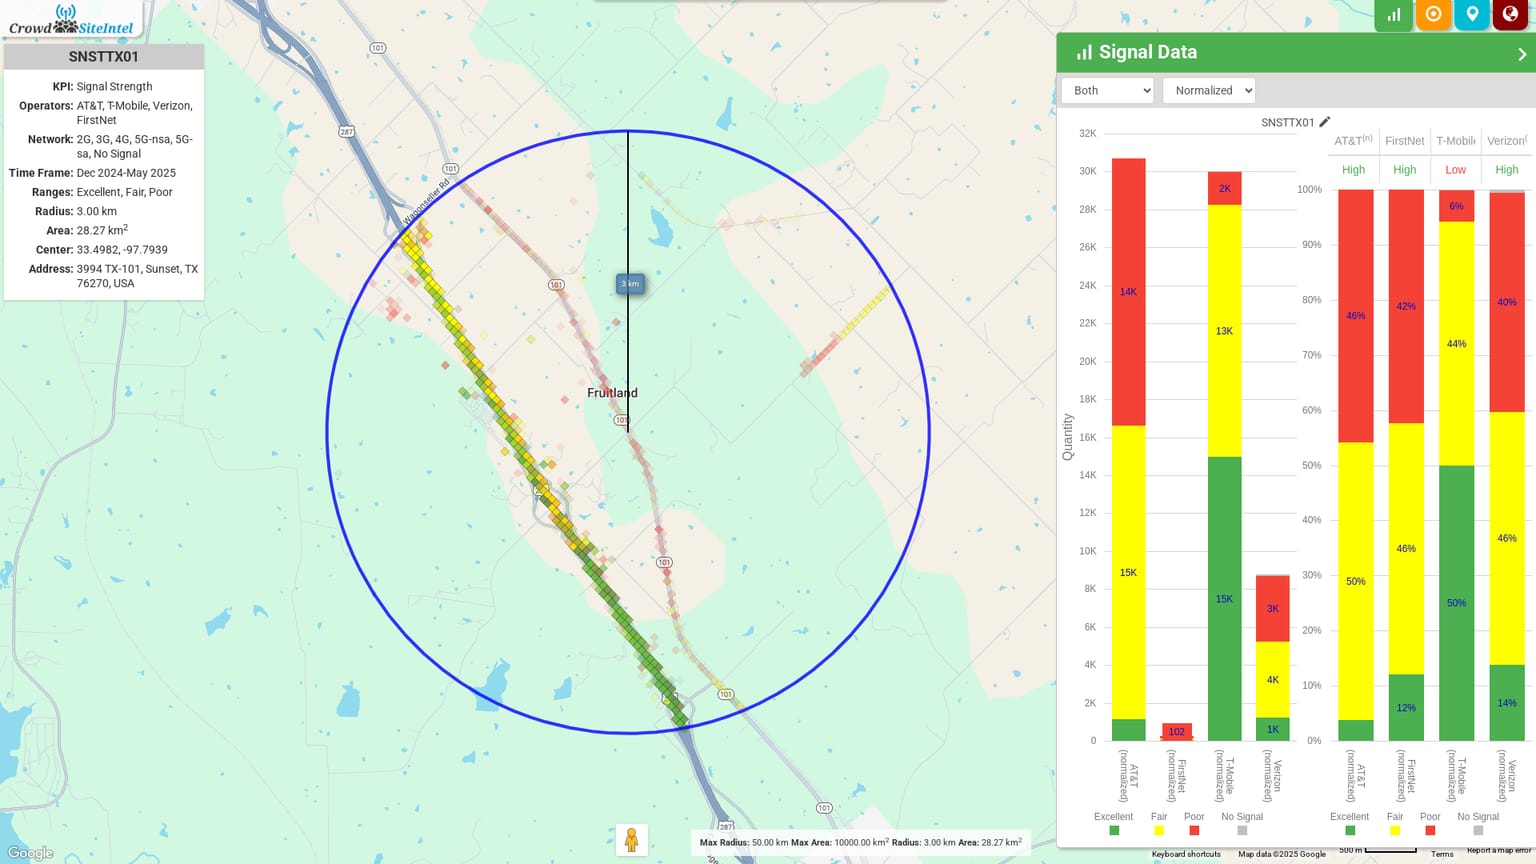 Crowd SiteIntel
SNSTTX01
KPI: Signal Strength
Operators: AT&T, T-Mobile, Verizon,
FirstNet
Network: 2G, 3G, 4G, 5G-nsa, 5G-
sa, No Signal
Time Frame: Dec 2024-May 2025
Ranges: Excellent, Fair, Poor
Radius: 3.00 km
Area: 28.27 km²
Center: 33.4982, -97.7939
Address: 3994 TX-101, Sunset, TX
76270, USA
101
287
101
Wagonseller Rd
101
3 km
Fruitland
101
101
101
101
287
Google
Max Radius: 50.00 km Max Area: 10000.00 km² Radius: 3.00 km Area: 28.27 km²
Signal Data
Both
Normalized
SNSTTX01
Quantity
32K
30K
28K
26K
24K
22K
20K
18K
16K
14K
12K
10K
8K
6K
4K
2K
0
14K
15K
102
2K
13K
15K
3K
4K
1K
AT&T (normalized)
FirstNet (normalized)
T-Mobile (normalized)
Verizon (normalized)
Excellent Fair Poor No Signal
AT&T(n) FirstNet T-Mobile Verizon(
High High Low High
100%
90%
80%
70%
60%
50%
40%
30%
20%
10%
0%
46%
50%
42%
46%
12%
6%
44%
50%
40%
46%
14%
AT&T (normalized)
FirstNet (normalized)
T-Mobile (normalized)
Verizon (normalized)
Excellent Fair Poor No Signal
Keyboard shortcuts Map data ©2025 Google 500 m Terms Report a map error